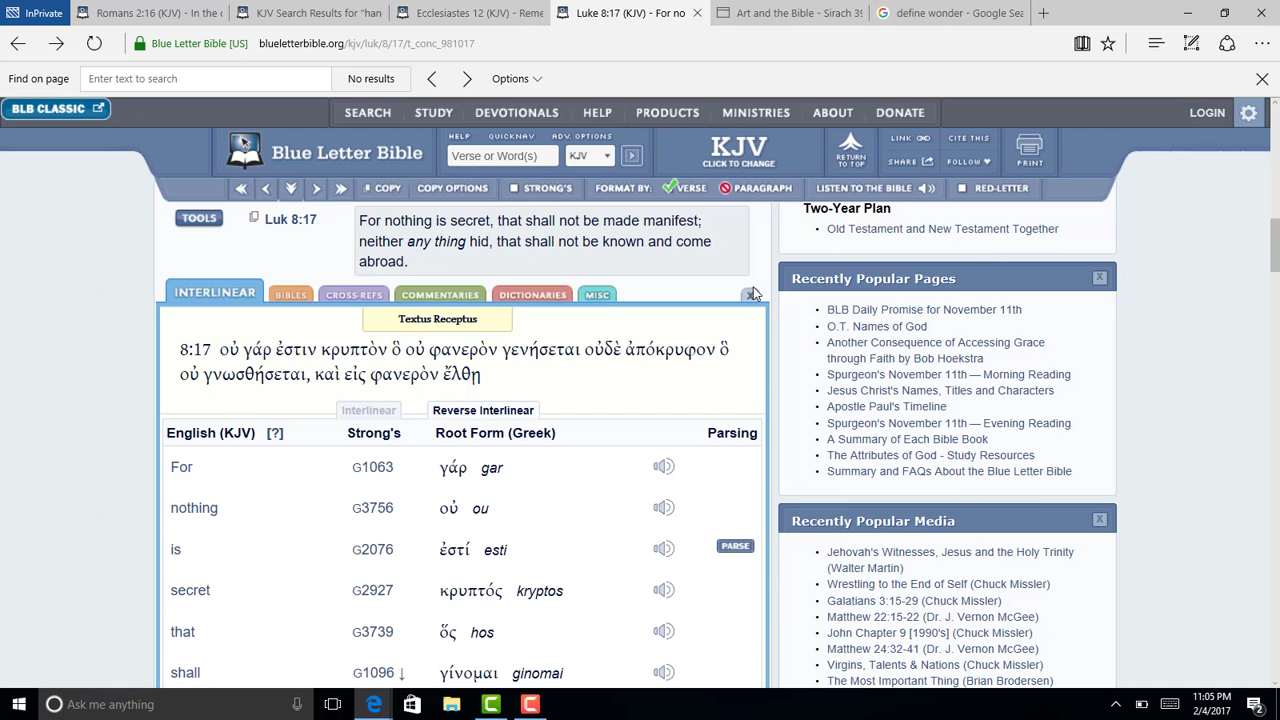 InPrivate
Romans 2:16 (KJV) - In the d
KJV Search Results for "han
Ecclesiastes 12 (KJV) - Reme
Luke 8:17 (KJV) - For no
Art and the Bible - Sirach 39
define wonder - Google Sea
Blue Letter Bible [US]
blueletterbible.org/kjv/luk/8/17/t_conc_981017
Find on page
Enter text to search
No results
Options
BLB CLASSIC
SEARCH
STUDY
DEVOTIONALS
HELP
PRODUCTS
MINISTRIES
ABOUT
DONATE
LOGIN
Blue Letter Bible
HELP
QUICKNAV
ADV. OPTIONS
Verse or Word(s)
KJV
KJV
CLICK TO CHANGE
RETURN
TO TOP
LINK
CITE THIS
SHARE
FOLLOW
PRINT
COPY
COPY OPTIONS
STRONG'S
FORMAT BY:
VERSE
PARAGRAPH
LISTEN TO THE BIBLE
RED-LETTER
TOOLS
Luk 8:17
For nothing is secret, that shall not be made manifest;
neither any thing hid, that shall not be known and come
abroad.
INTERLINEAR
BIBLES
CROSS-REFS
COMMENTARIES
DICTIONARIES
MISC
X
Textus Receptus
8:17 οὐ γάρ ἐστιν κρυπτὸν ὃ οὐ φανερὸν γενήσεται οὐδὲ ἀπόκρυφον ὃ
οὐ γνωσθήσεται, καὶ εἰς φανερὸν ἔλθῃ
Interlinear
Reverse Interlinear
English (KJV) [?]
Strong's
Root Form (Greek)
Parsing
For G1063 γάρ gar
nothing G3756 οὐ ou
is G2076 ἐστί esti PARSE
secret G2927 κρυπτός kryptos
that G3739 ὅς hos
shall G1096 ↓ γίνομαι ginomai
Two-Year Plan
• Old Testament and New Testament Together
Recently Popular Pages
X
• BLB Daily Promise for November 11th
• O.T. Names of God
• Another Consequence of Accessing Grace
through Faith by Bob Hoekstra
• Spurgeon's November 11th — Morning Reading
• Jesus Christ's Names, Titles and Characters
• Apostle Paul's Timeline
• Spurgeon's November 11th — Evening Reading
• A Summary of Each Bible Book
• The Attributes of God - Study Resources
• Summary and FAQs About the Blue Letter Bible
Recently Popular Media
X
• Jehovah's Witnesses, Jesus and the Holy Trinity
(Walter Martin)
• Wrestling to the End of Self (Chuck Missler)
• Galatians 3:15-29 (Chuck Missler)
• Matthew 22:15-22 (Dr. J. Vernon McGee)
• John Chapter 9 [1990's] (Chuck Missler)
• Matthew 24:32-41 (Dr. J. Vernon McGee)
• Virgins, Talents & Nations (Chuck Missler)
• The Most Important Thing (Brian Brodersen)
Ask me anything
11:05 PM
2/4/2017
2